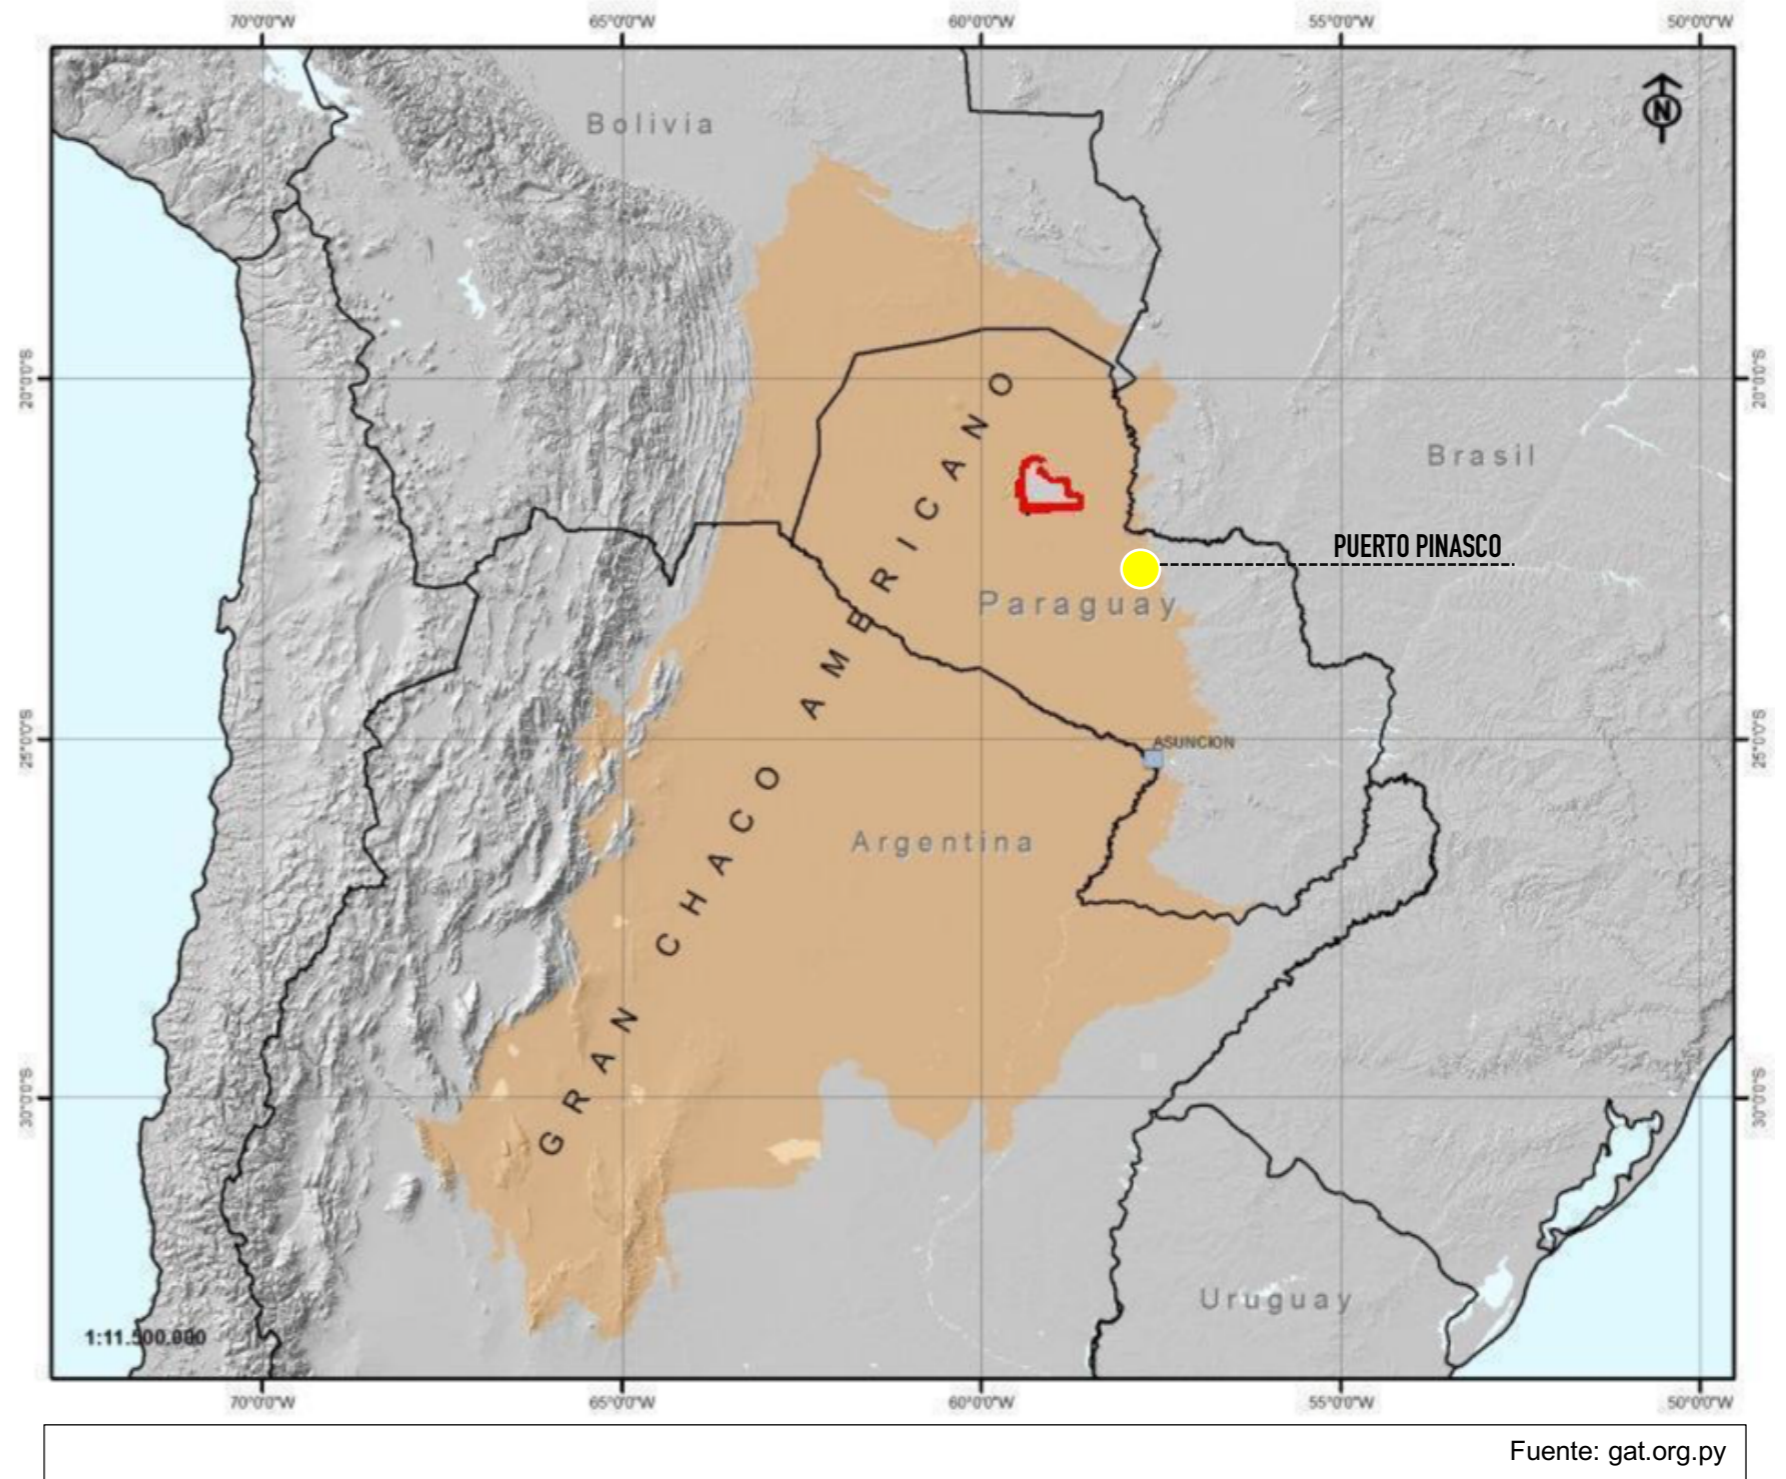 70°0'0"W 65°0'0"W 60°0'0"W 55°0'0"W 50°0'0"W
N
Bolivia
20°0'0"S 20°0'0"S
Brasil
PUERTO PINASCO
Paraguay
GRAN CHACO AMERICANO
25°0'0"S 25°0'0"S
ASUNCION
Argentina
30°0'0"S 30°0'0"S
Uruguay
1:11.500.000
70°0'0"W 65°0'0"W 60°0'0"W 55°0'0"W 50°0'0"W
Fuente: gat.org.py